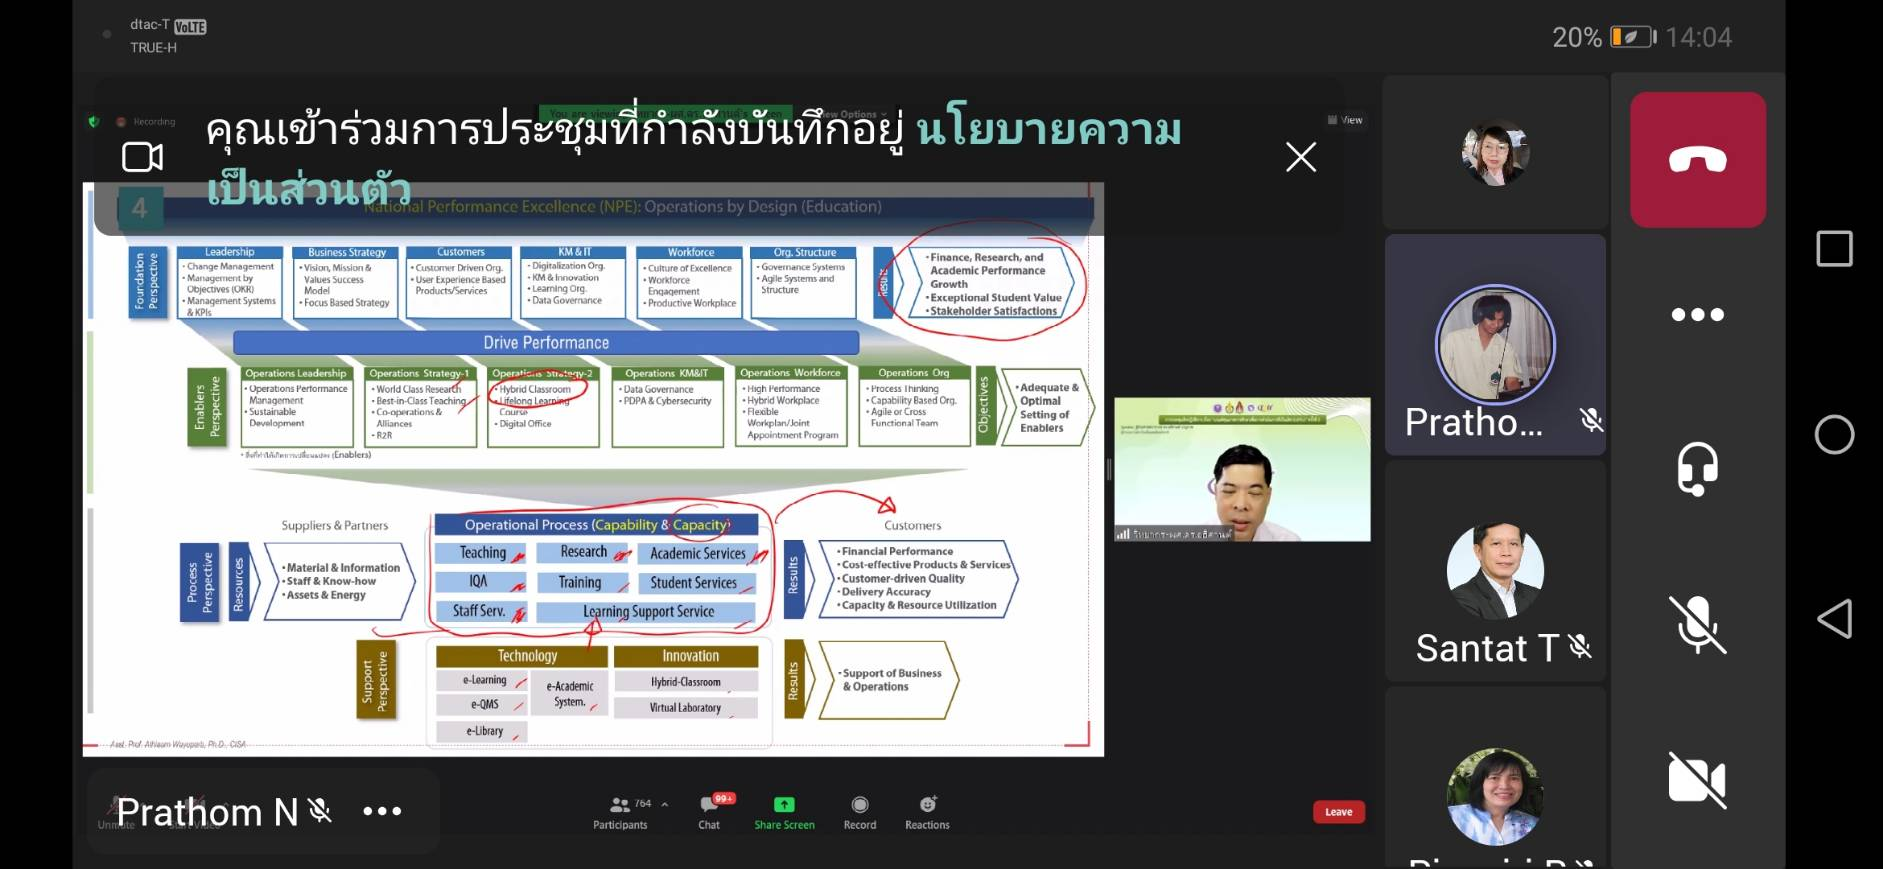 dtac-T VoLTE
TRUE-H
20%
14:04
Recording
View
คุณเข้าร่วมการประชุมที่กำลังบันทึกอยู่ นโยบายความ
เป็นส่วนตัว
4
National Performance Excellence (NPE): Operations by Design (Education)
Foundation
Perspective
Leadership
• Change Management
• Management by
Objectives (OKR)
• Management Systems
& KPIs
Business Strategy
• Vision, Mission &
Values Success
Model
• Focus Based Strategy
Customers
• Customer Driven Org.
• User Experience Based
Products/Services
KM & IT
• Digitalization Org.
• KM & Innovation
• Learning Org.
• Data Governance
Workforce
• Culture of Excellence
• Workforce
Engagement
• Productive Workplace
Org. Structure
• Governance Systems
• Agile Systems and
Structure
Results
• Finance, Research, and
Academic Performance
Growth
• Exceptional Student Value
• Stakeholder Satisfactions
Drive Performance
Enablers
Perspective
Operations Leadership
• Operations Performance
Management
• Sustainable
Development
Operations Strategy-1
• World Class Research
• Best-in-Class Teaching
• Co-operations &
Alliances
• R2R
Operations Strategy-2
• Hybrid Classroom
• Lifelong Learning
Course
• Digital Office
Operations KM&IT
• Data Governance
• PDPA & Cybersecurity
Operations Workforce
• High Performance
• Hybrid Workplace
• Flexible
Workplan/Joint
Appointment Program
Operations Org
• Process Thinking
• Capability Based Org.
• Agile or Cross
Functional Team
Objectives
• Adequate &
Optimal
Setting of
Enablers
(Enablers)
Suppliers & Partners
Process
Perspective
Resources
• Material & Information
• Staff & Know-how
• Assets & Energy
Operational Process (Capability & Capacity)
Teaching
Research
Academic Services
IQA
Training
Student Services
Staff Serv.
Learning Support Service
Customers
Results
• Financial Performance
• Cost-effective Products & Services
• Customer-driven Quality
• Delivery Accuracy
• Capacity & Resource Utilization
Support
Perspective
Technology
e-Learning
e-QMS
e-Library
e-Academic
System.
Innovation
Hybrid-Classroom
Virtual Laboratory
Results
• Support of Business
& Operations
Prathom N
Unmute
Participants
764
Chat
99+
Share Screen
Record
Reactions
Leave
Pratho...
Santat T